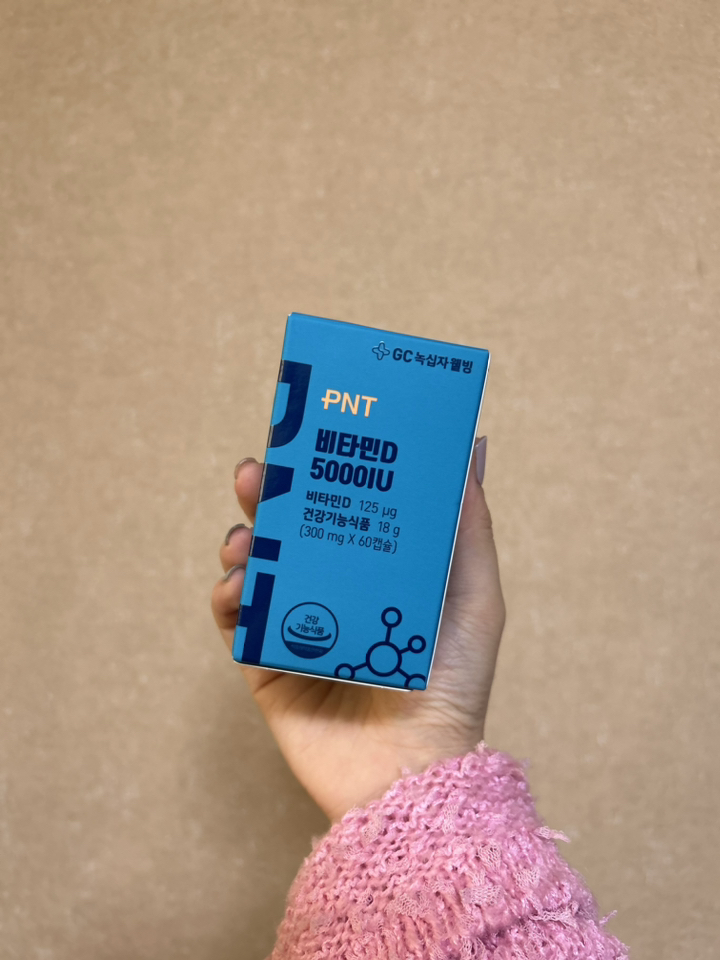 GC 녹십자웰빙
PNT
비타민D
5000IU
비타민D 125 μg
건강기능식품 18 g
(300 mg X 60캡슐)
건강
기능식품